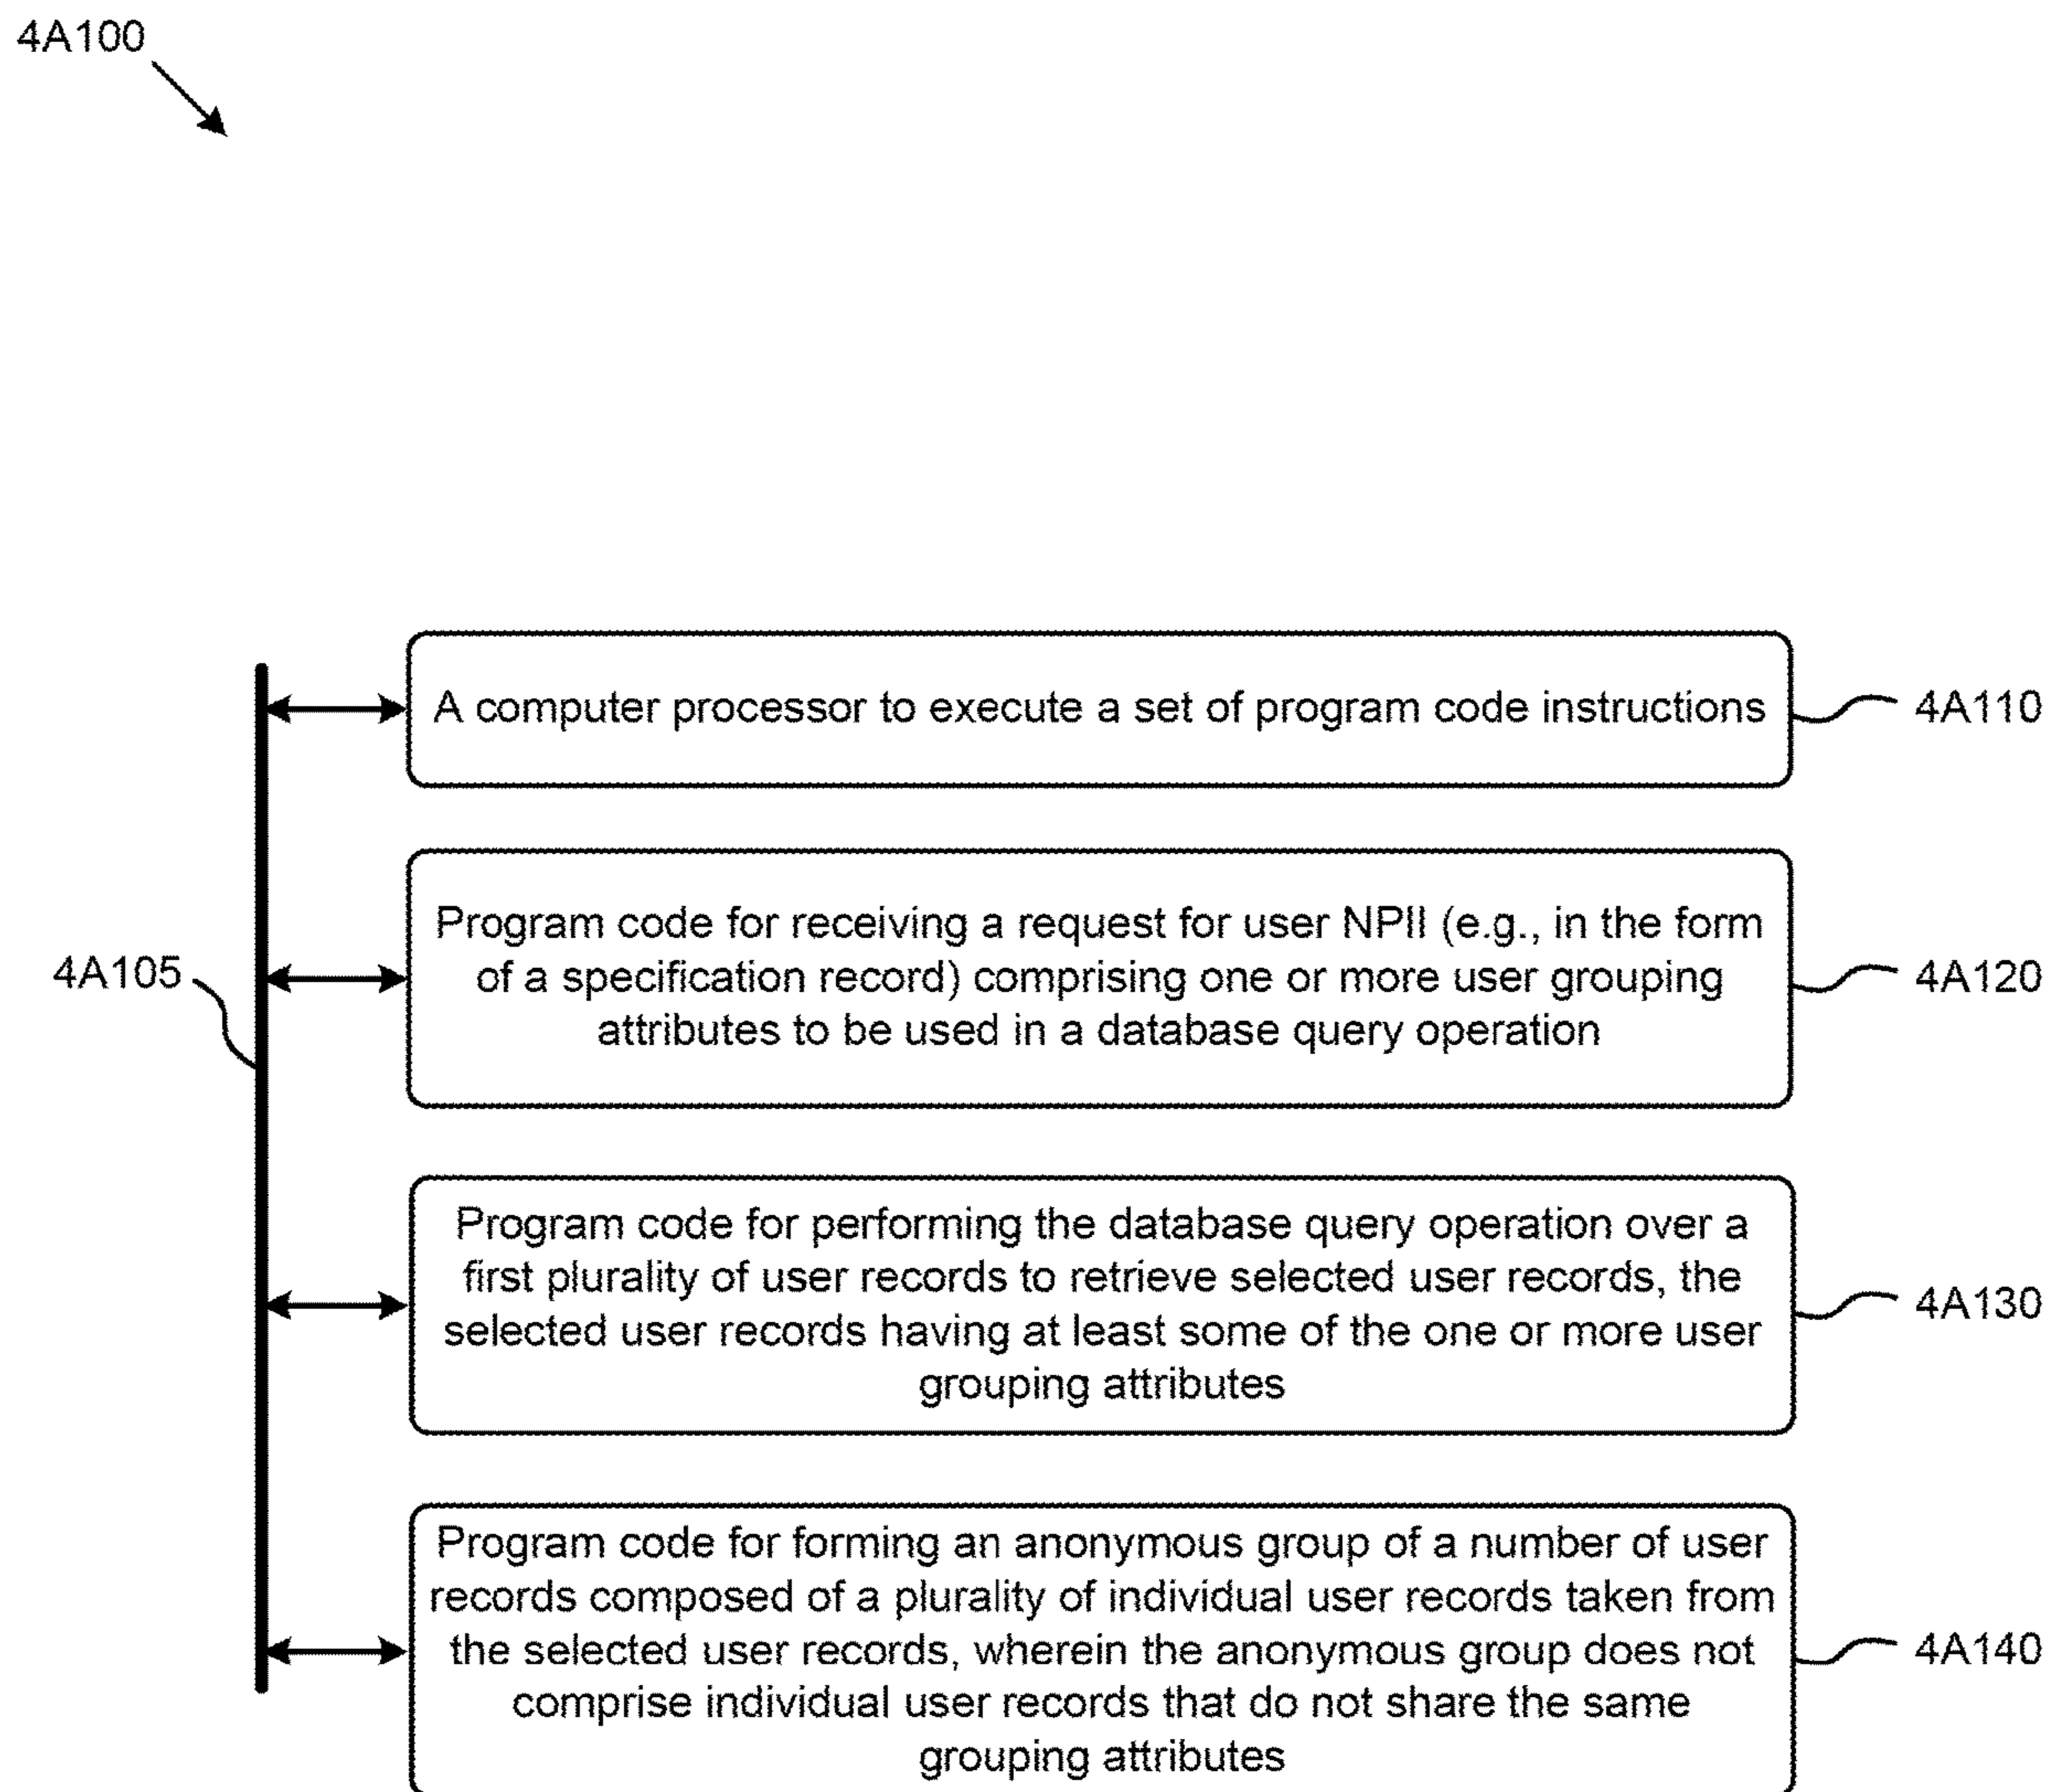 4A100
A computer processor to execute a set of program code instructions
4A110
Program code for receiving a request for user NPII (e.g., in the form
of a specification record) comprising one or more user grouping
attributes to be used in a database query operation
4A105
4A120
Program code for performing the database query operation over a
first plurality of user records to retrieve selected user records, the
selected user records having at least some of the one or more user
grouping attributes
4A130
Program code for forming an anonymous group of a number of user
records composed of a plurality of individual user records taken from
the selected user records, wherein the anonymous group does not
comprise individual user records that do not share the same
grouping attributes
4A140